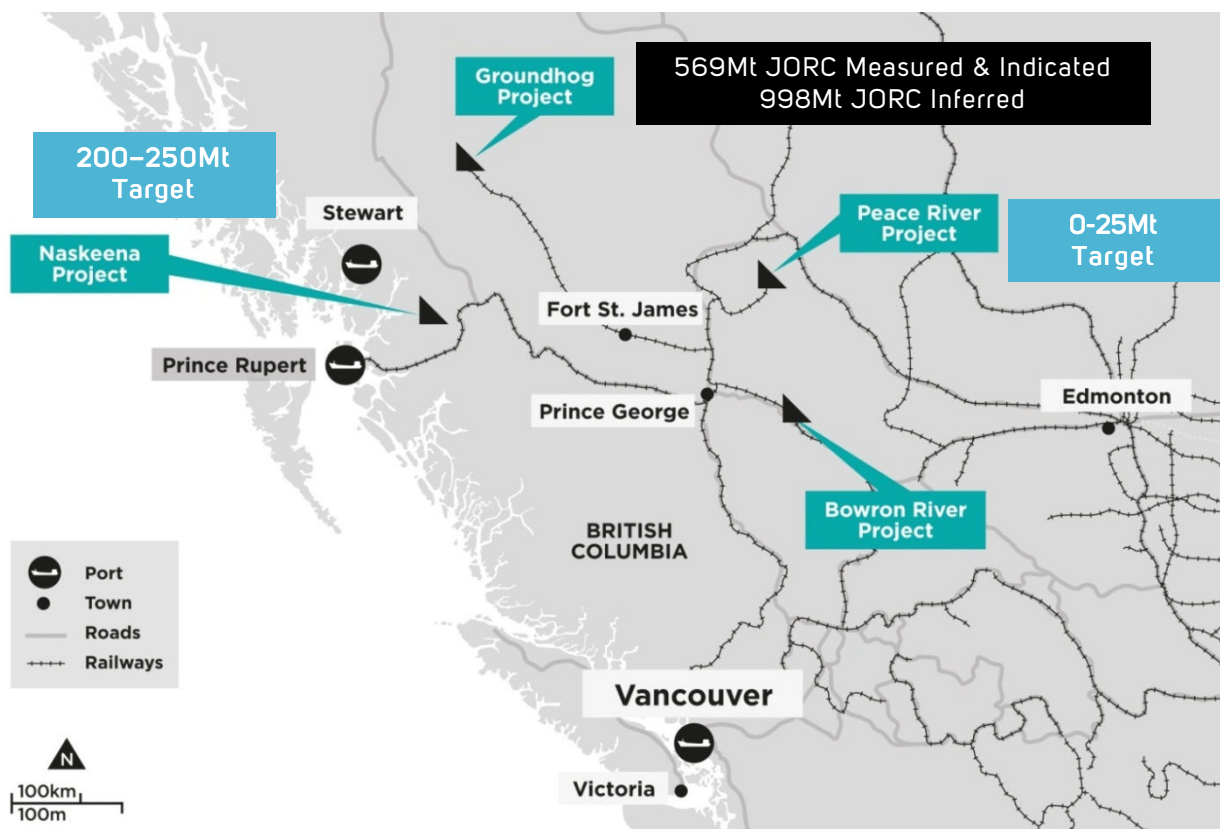 Groundhog
Project
569Mt JORC Measured & Indicated
998Mt JORC Inferred
200–250Mt
Target
Stewart
Peace River
Project
0-25Mt
Target
Naskeena
Project
Fort St. James
Prince Rupert
Prince George
Edmonton
Bowron River
Project
BRITISH
COLUMBIA
Port
Town
Roads
Railways
Vancouver
Victoria
N
100km
100m